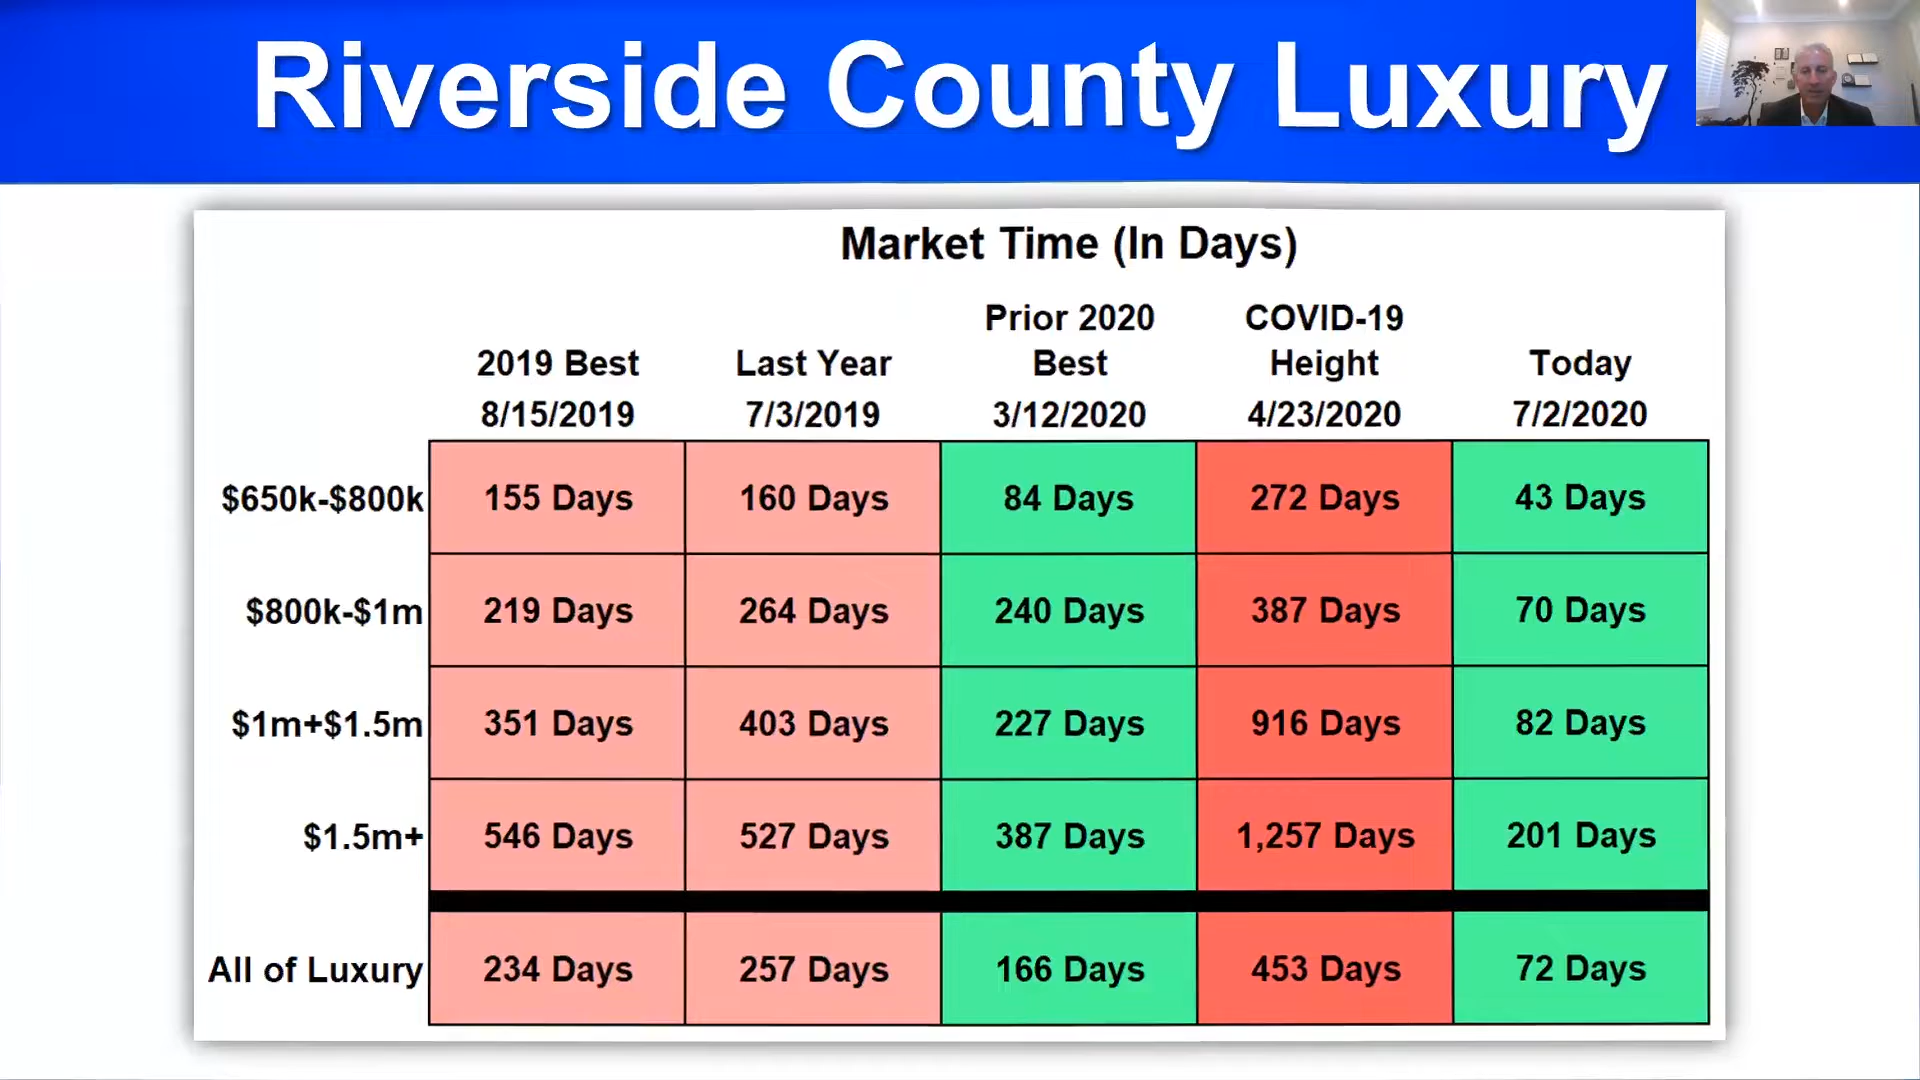 Riverside County Luxury
Market Time (In Days)
Prior 2020 COVID-19
2019 Best Last Year Best Height Today
8/15/2019 7/3/2019 3/12/2020 4/23/2020 7/2/2020
$650k-$800k 155 Days 160 Days 84 Days 272 Days 43 Days
$800k-$1m 219 Days 264 Days 240 Days 387 Days 70 Days
$1m+$1.5m 351 Days 403 Days 227 Days 916 Days 82 Days
$1.5m+ 546 Days 527 Days 387 Days 1,257 Days 201 Days
All of Luxury 234 Days 257 Days 166 Days 453 Days 72 Days